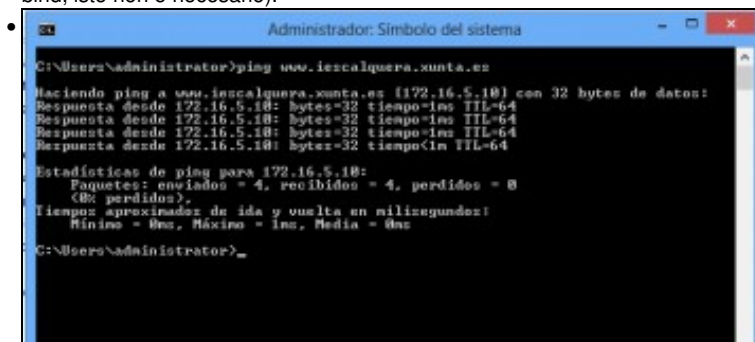 bind, isto non é necesario).
Administrador: Símbolo del sistema
C:\Users\administrator>ping www.iescalquera.xunta.es
Haciendo ping a www.iescalquera.xunta.es [172.16.5.10] con 32 bytes de datos:
Respuesta desde 172.16.5.10: bytes=32 tiempo=1ms TTL=64
Respuesta desde 172.16.5.10: bytes=32 tiempo=1ms TTL=64
Respuesta desde 172.16.5.10: bytes=32 tiempo=1ms TTL=64
Respuesta desde 172.16.5.10: bytes=32 tiempo<1m TTL=64
Estadísticas de ping para 172.16.5.10:
Paquetes: enviados = 4, recibidos = 4, perdidos = 0
(0% perdidos),
Tiempos aproximados de ida y vuelta en milisegundos:
Mínimo = 0ms, Máximo = 1ms, Media = 0ms
C:\Users\administrator>_